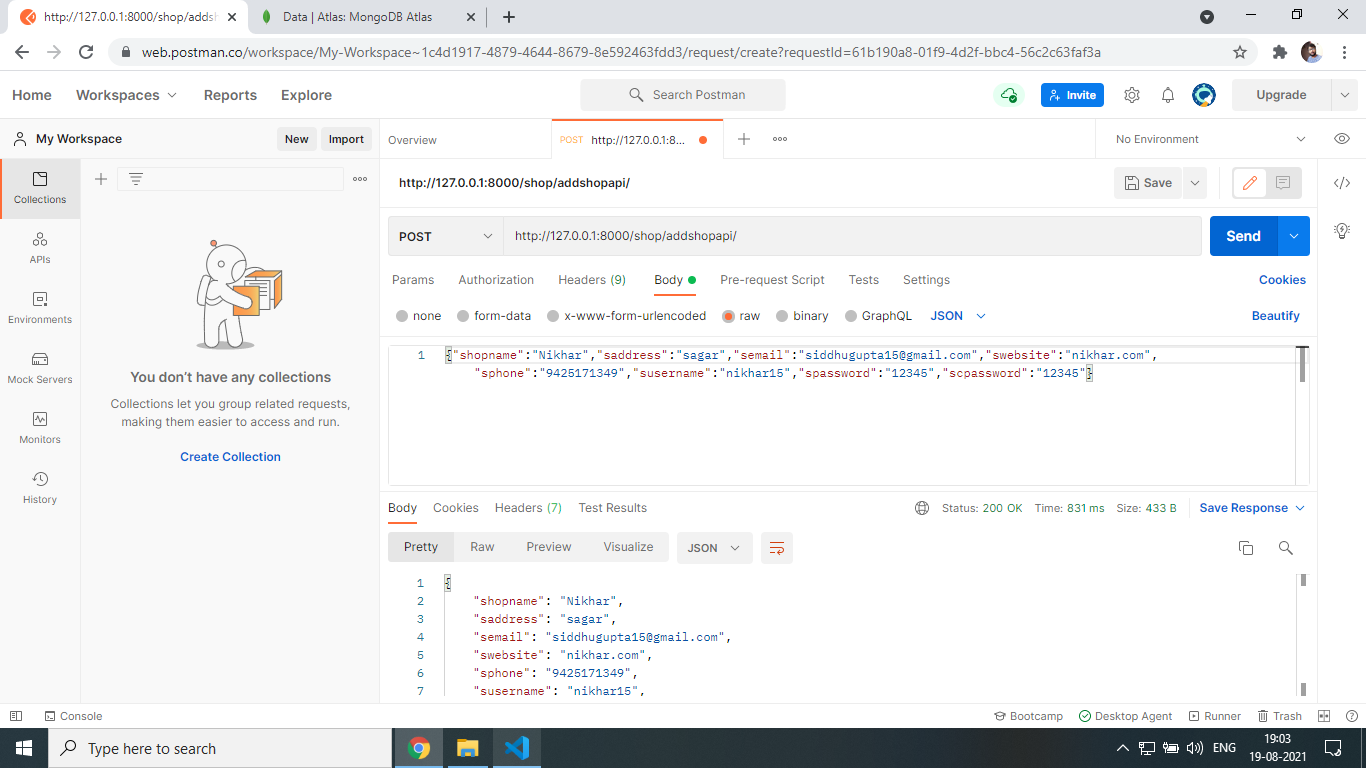 http://127.0.0.1:8000/shop/addsh
Data | Atlas: MongoDB Atlas
web.postman.co/workspace/My-Workspace~1c4d1917-4879-4644-8679-8e592463fdd3/request/create?requestId=61b190a8-01f9-4d2f-bbc4-56c2c63faf3a
Home Workspaces Reports Explore Search Postman Invite Upgrade
My Workspace New Import Overview POST http://127.0.0.1:8... No Environment
Collections
APIs
Environments
Mock Servers
Monitors
History
You don't have any collections
Collections let you group related requests,
making them easier to access and run.
Create Collection
http://127.0.0.1:8000/shop/addshopapi/ Save
POST http://127.0.0.1:8000/shop/addshopapi/ Send
Params Authorization Headers (9) Body Pre-request Script Tests Settings Cookies
none form-data x-www-form-urlencoded raw binary GraphQL JSON Beautify
1 {"shopname":"Nikhar","saddress":"sagar","semail":"siddhugupta15@gmail.com","swebsite":"nikhar.com",
"sphone":"9425171349","susername":"nikhar15","spassword":"12345","scpassword":"12345"}
Body Cookies Headers (7) Test Results Status: 200 OK Time: 831 ms Size: 433 B Save Response
Pretty Raw Preview Visualize JSON
1 {
2 "shopname": "Nikhar",
3 "saddress": "sagar",
4 "semail": "siddhugupta15@gmail.com",
5 "swebsite": "nikhar.com",
6 "sphone": "9425171349",
7 "susername": "nikhar15",
Console Bootcamp Desktop Agent Runner Trash
Type here to search
ENG
19:03
19-08-2021